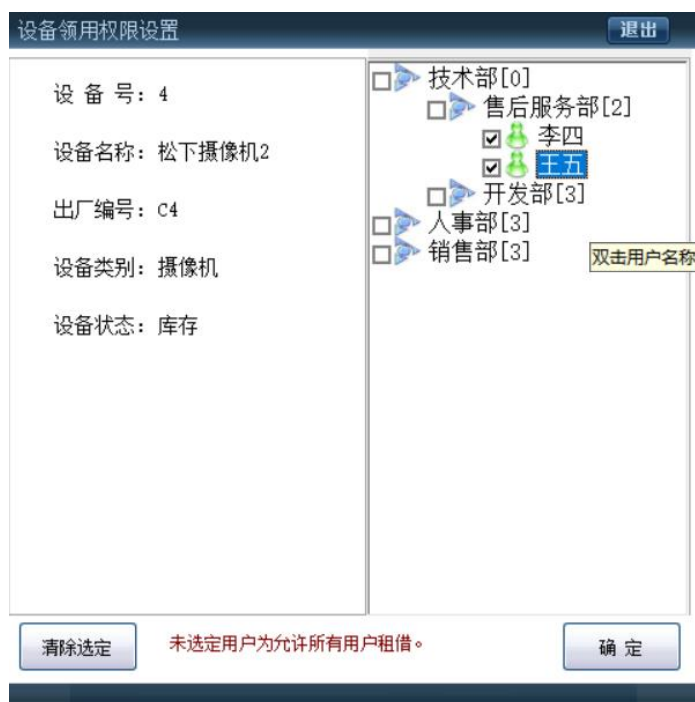 设备领用权限设置
退出
设 备 号：4
设备名称：松下摄像机2
出厂编号：C4
设备类别：摄像机
设备状态：库存
技术部[0]
售后服务部[2]
李四
王五
开发部[3]
人事部[3]
销售部[3]
双击用户名称
清除选定
未选定用户为允许所有用户租借。
确 定